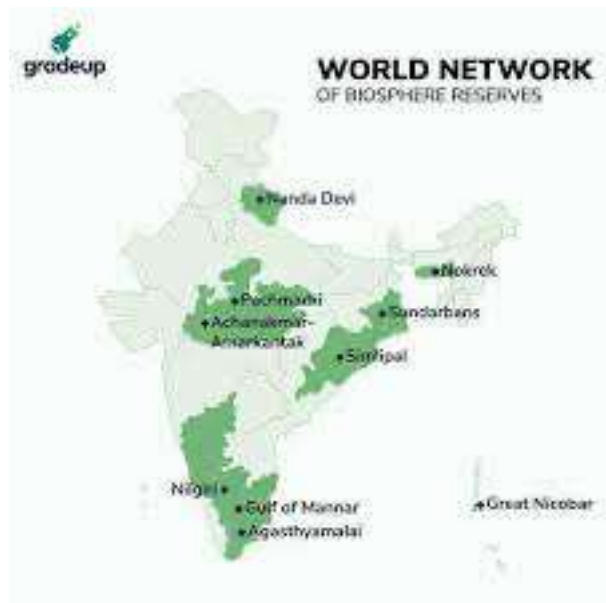 gradeup
WORLD NETWORK
OF BIOSPHERE RESERVES
Nanda Devi
Nokrek
Pachmarhi
Sundarbans
Achanakmar-
Amarkantak
Simlipal
Nilgiri
Gulf of Mannar
Great Nicobar
Agasthyamalai